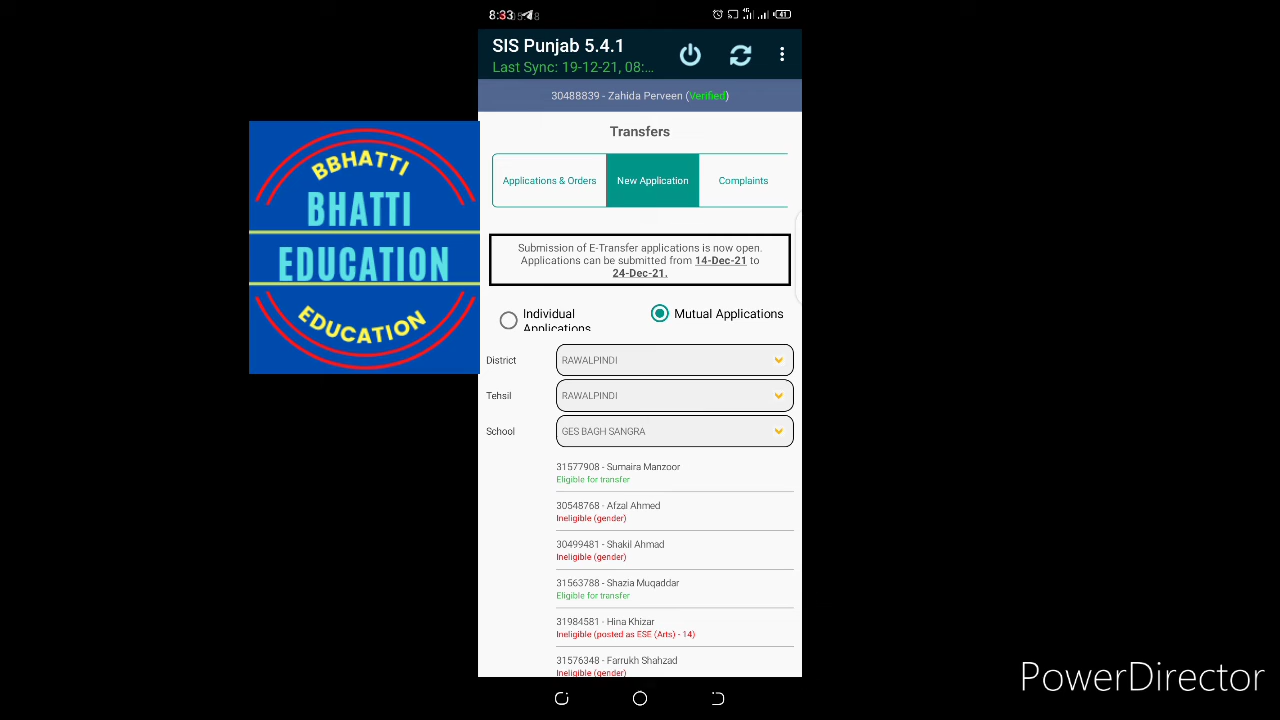 8:33
41
SIS Punjab 5.4.1
Last Sync: 19-12-21, 08:...
30488839 - Zahida Perveen (Verified)
Transfers
Applications & Orders
New Application
Complaints
Submission of E-Transfer applications is now open.
Applications can be submitted from 14-Dec-21 to
24-Dec-21.
Individual
Applications
Mutual Applications
District
RAWALPINDI
Tehsil
RAWALPINDI
School
GES BAGH SANGRA
31577908 - Sumaira Manzoor
Eligible for transfer
30548768 - Afzal Ahmed
Ineligible (gender)
30499481 - Shakil Ahmad
Ineligible (gender)
31563788 - Shazia Muqaddar
Eligible for transfer
31984581 - Hina Khizar
Ineligible (posted as ESE (Arts) - 14)
31576348 - Farrukh Shahzad
Ineligible (gender)
BBHATTI
BHATTI
EDUCATION
EDUCATION
PowerDirector